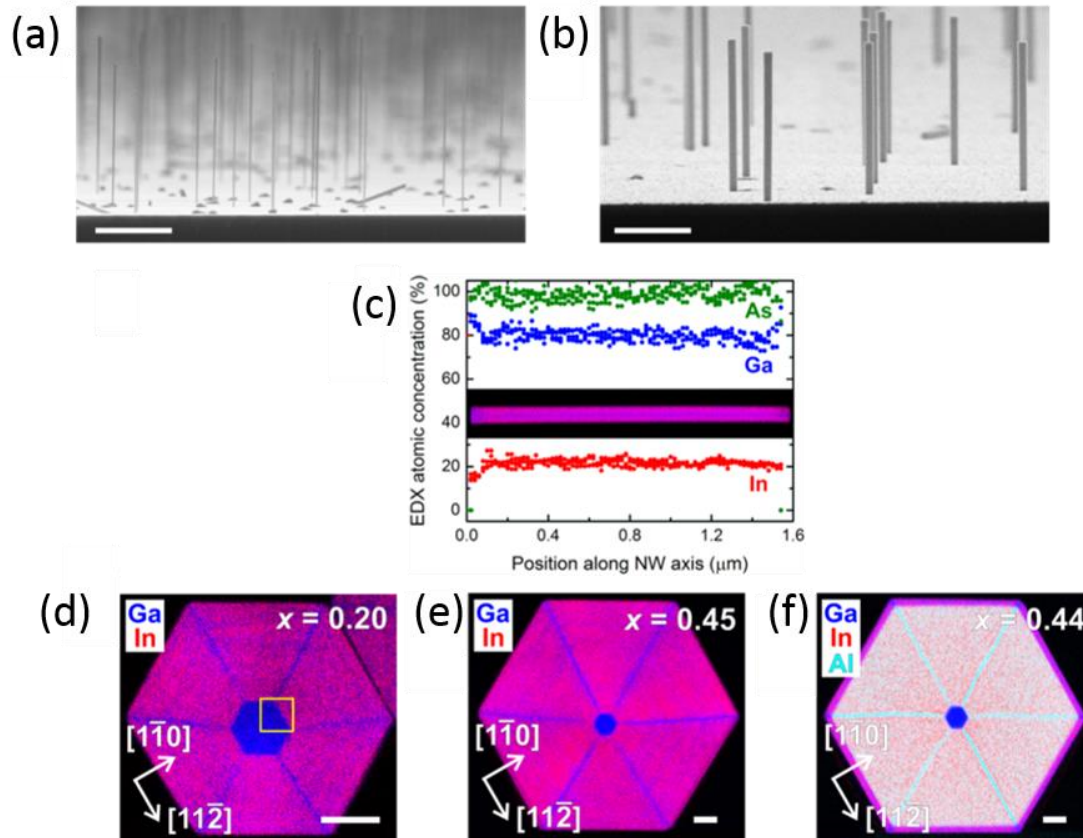 (a)
(b)
(c)
EDX atomic concentration (%)
100
80
60
40
20
0
As
Ga
In
0.0 0.4 0.8 1.2 1.6
Position along NW axis (μm)
(d)
Ga
In
x = 0.20
[11̄0]
[112̄]
(e)
Ga
In
x = 0.45
[11̄0]
[112̄]
(f)
Ga
In
Al
x = 0.44
[11̄0]
[112̄]